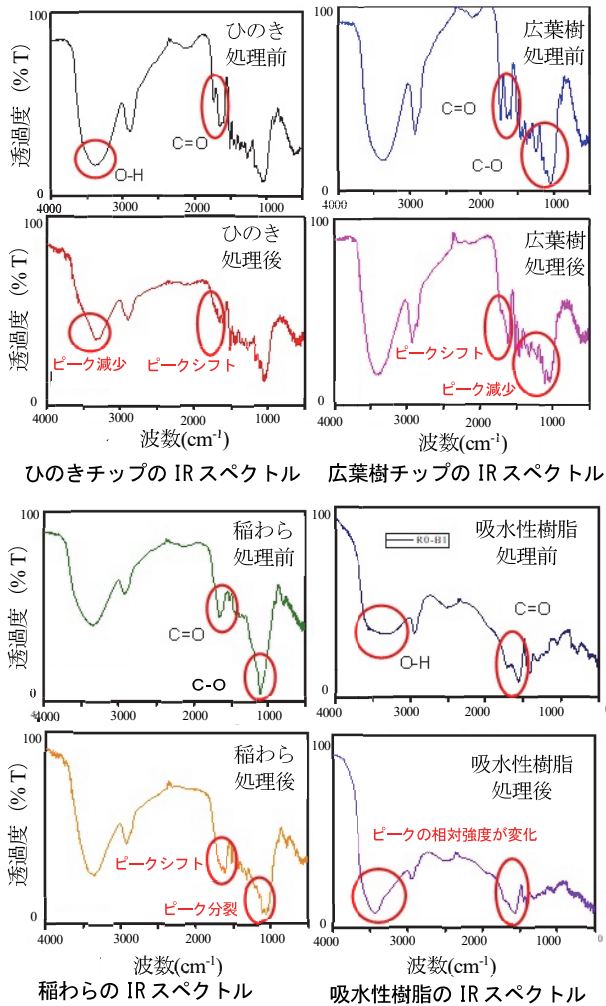 ひのき
処理前
透過度（%T）
100
0
O-H
C=O
4000 3000 2000 1000
広葉樹
処理前
100
0
C=O
C-O
4000 3000 2000 1000
ひのき
処理後
透過度（%T）
100
0
ピーク減少
ピークシフト
4000 3000 2000 1000
波数(cm-1)
ひのきチップの IR スペクトル
広葉樹
処理後
100
0
ピークシフト
ピーク減少
4000 3000 2000 1000
波数(cm-1)
広葉樹チップの IR スペクトル
稲わら
処理前
透過度（%T）
100
0
C=O
C-O
4000 3000 2000 1000
吸水性樹脂
処理前
100
0
R0-B1
O-H
C=O
4000 3000 2000 1000 0
稲わら
処理後
透過度（%T）
100
0
ピークシフト
ピーク分裂
4000 3000 2000 1000
波数(cm-1)
稲わらの IR スペクトル
吸水性樹脂
処理後
100
0
ピークの相対強度が変化
4000 3000 2000 1000 0
波数(cm-1)
吸水性樹脂の IR スペクトル